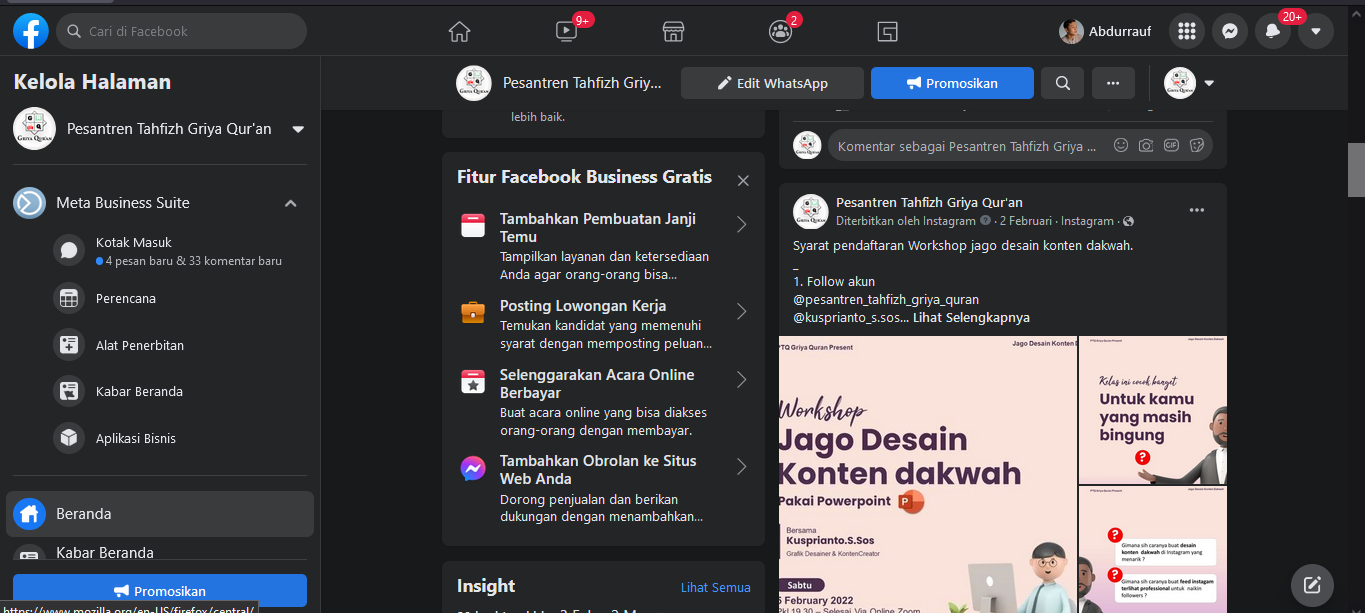 Cari di Facebook
9+
2
Abdurrauf
20+
Kelola Halaman
Pesantren Tahfizh Griya Qur'an
Meta Business Suite
Kotak Masuk
4 pesan baru & 33 komentar baru
Perencana
Alat Penerbitan
Kabar Beranda
Aplikasi Bisnis
Beranda
Kabar Beranda
Promosikan
https://www.mozilla.org/en-US/firefox/central/
Pesantren Tahfizh Griy...
Edit WhatsApp
Promosikan
lebih baik.
Fitur Facebook Business Gratis
Tambahkan Pembuatan Janji
Temu
Tampilkan layanan dan ketersediaan
Anda agar orang-orang bisa...
Posting Lowongan Kerja
Temukan kandidat yang memenuhi
syarat dengan memposting peluan...
Selenggarakan Acara Online
Berbayar
Buat acara online yang bisa diakses
orang-orang dengan membayar.
Tambahkan Obrolan ke Situs
Web Anda
Dorong penjualan dan berikan
dukungan dengan menambahkan...
Insight
Lihat Semua
Komentar sebagai Pesantren Tahfizh Griya ...
GIF
Pesantren Tahfizh Griya Qur'an
Diterbitkan oleh Instagram · 2 Februari · Instagram ·
Syarat pendaftaran Workshop jago desain konten dakwah.
_
1. Follow akun
@pesantren_tahfizh_griya_quran
@kusprianto_s.sos... Lihat Selengkapnya
PTQ Griya Quran Present
Jago Desain Konten D
Workshop
Jago Desain
Konten dakwah
Pakai Powerpoint
P
Bersama
Kusprianto.S.Sos
Grafik Desainer & KontenCreator
Sabtu
5 February 2022
Pkl 19.30 – Selesai Via Online Zoom
Kelas ini cocok banget
Untuk kamu
yang masih
bingung
?
?
Gimana sih caranya buat desain
konten dakwah di Instagram yang
menarik ?
?
Gimana sih caranya buat feed instagam
terlihat profesional untuk naikin
followers ?